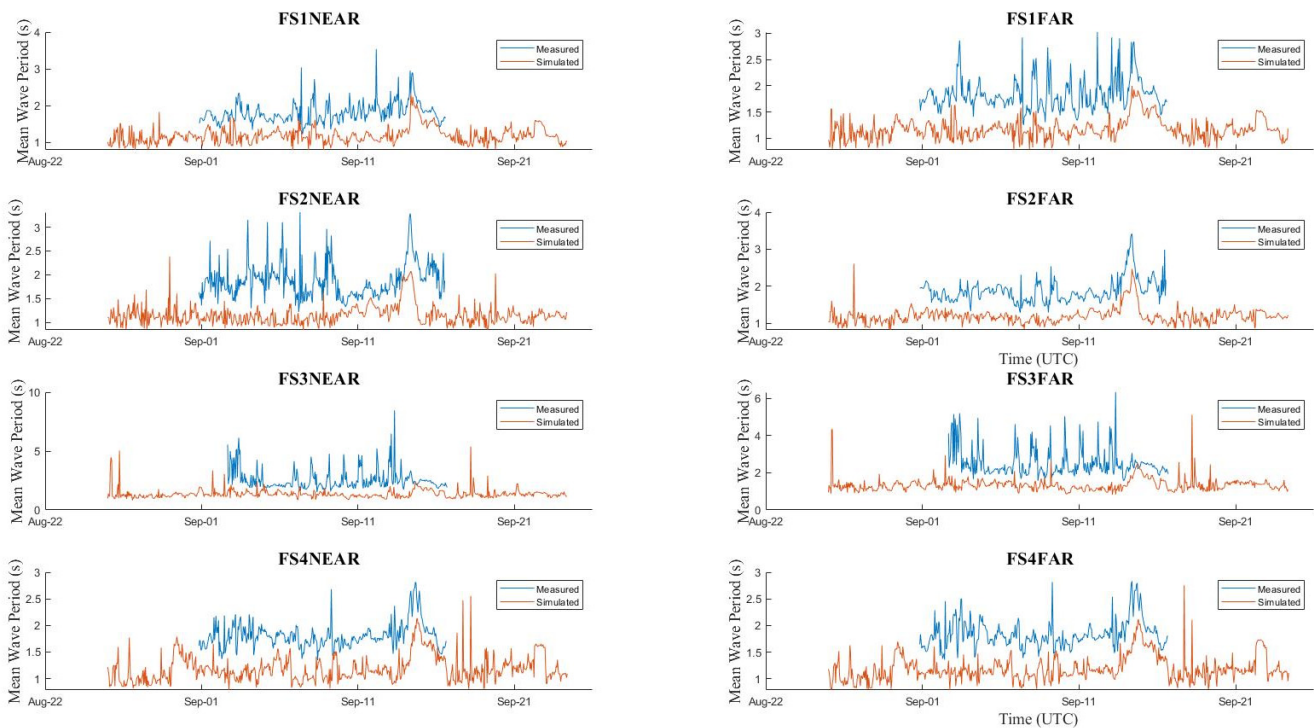 FS1NEAR
Mean Wave Period (s)
4
3
2
1
Measured
Simulated
Aug-22
Sep-01
Sep-11
Sep-21
FS1FAR
Mean Wave Period (s)
3
2.5
2
1.5
1
Measured
Simulated
Aug-22
Sep-01
Sep-11
Sep-21
FS2NEAR
Mean Wave Period (s)
3
2.5
2
1.5
1
Measured
Simulated
Aug-22
Sep-01
Sep-11
Sep-21
FS2FAR
Mean Wave Period (s)
4
3
2
1
Measured
Simulated
Aug-22
Sep-01
Sep-11
Sep-21
Time (UTC)
FS3NEAR
Mean Wave Period (s)
10
5
0
Measured
Simulated
Aug-22
Sep-01
Sep-11
Sep-21
FS3FAR
Mean Wave Period (s)
6
4
2
0
Measured
Simulated
Aug-22
Sep-01
Sep-11
Sep-21
FS4NEAR
Mean Wave Period (s)
3
2.5
2
1.5
1
Measured
Simulated
Aug-22
Sep-01
Sep-11
Sep-21
FS4FAR
Mean Wave Period (s)
3
2.5
2
1.5
1
Measured
Simulated
Aug-22
Sep-01
Sep-11
Sep-21
Time (UTC)